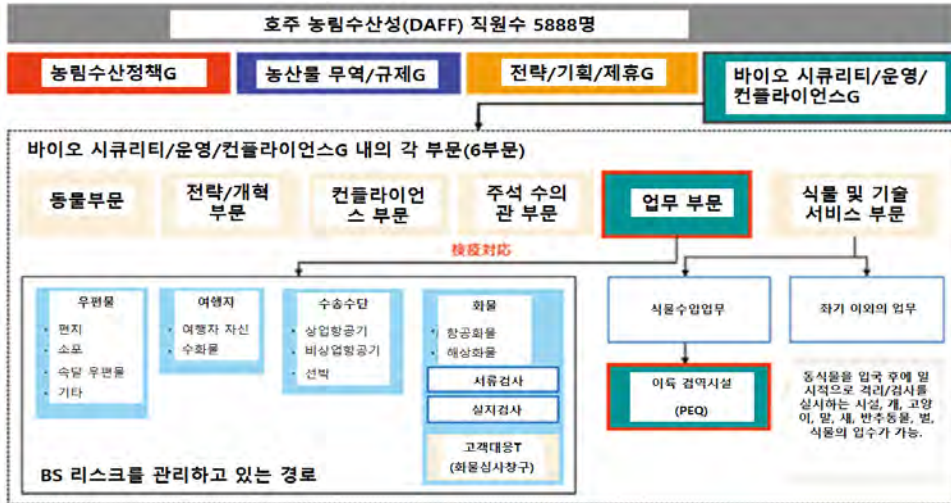 호주 농림수산성(DAFF) 직원수 5888명
농림수산정책G
농산물 무역/규제G
전략/기획/제휴G
바이오 시큐리티/운영/
컨플라이언스G
바이오 시큐리티/운영/컨플라이언스G 내의 각 부문(6부문)
동물부문
전략/개혁
부문
컨플라이언
스 부문
주석 수의
관 부문
업무 부문
식물 및 기술
서비스 부문
検疫対応
우편물
• 편지
• 소포
• 속달 우편물
• 기타
여행자
• 여행자 자신
• 수화물
수송수단
• 상업항공기
• 비상업항공기
• 선박
화물
• 항공화물
• 해상화물
서류검사
실지검사
고객대응T
(화물심사창구)
BS 리스크를 관리하고 있는 경로
식물수입업무
좌기 이외의 업무
이륙 검역시설
(PEQ)
동식물을 입국 후에 일
시적으로 격리/검사를
실시하는 시설, 개, 고양
이, 말, 새, 반추동물, 벌,
식물의 입수가 가능.